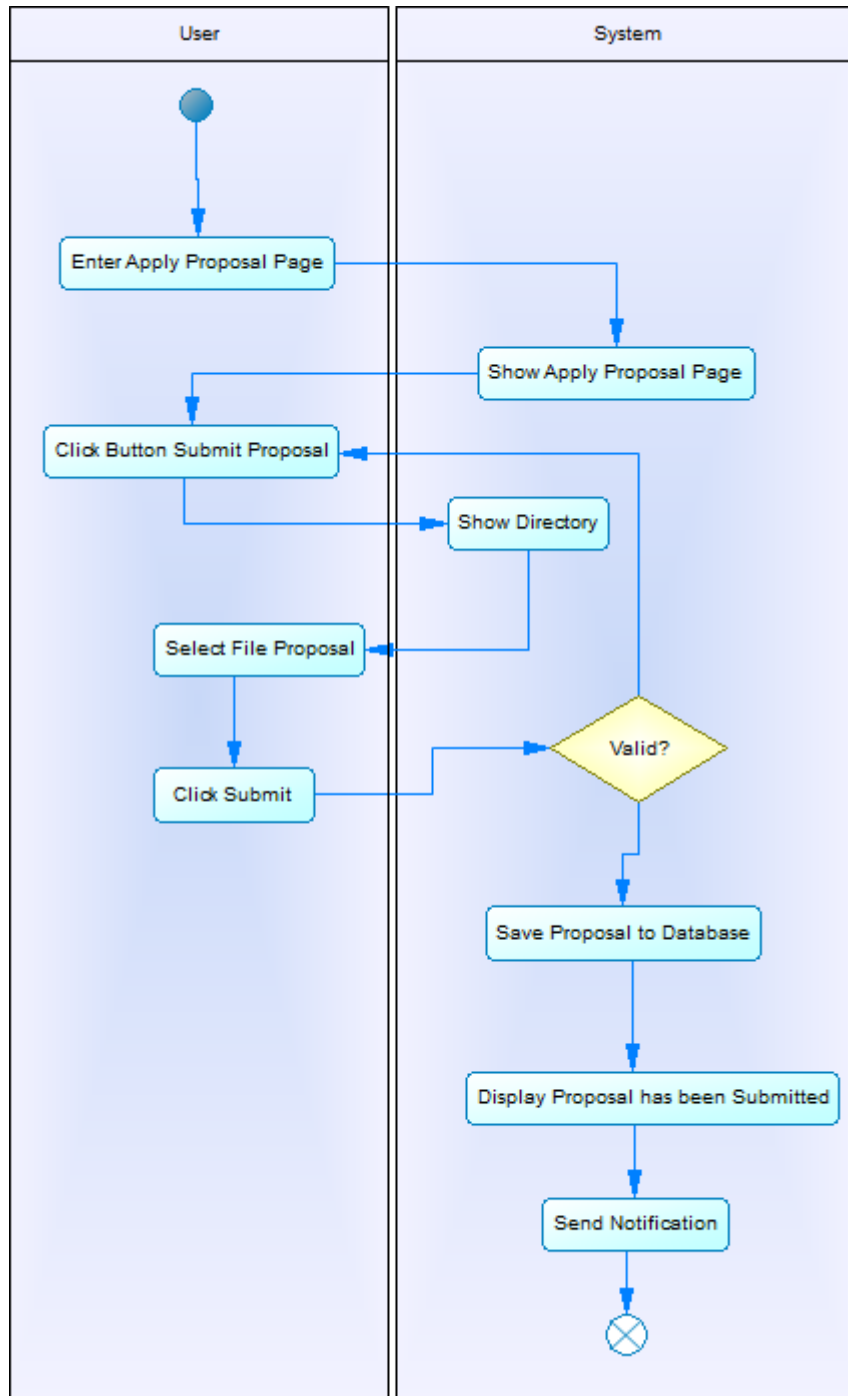 User
System
Enter Apply Proposal Page
Show Apply Proposal Page
Click Button Submit Proposal
Show Directory
Select File Proposal
Valid?
Click Submit
Save Proposal to Database
Display Proposal has been Submitted
Send Notification